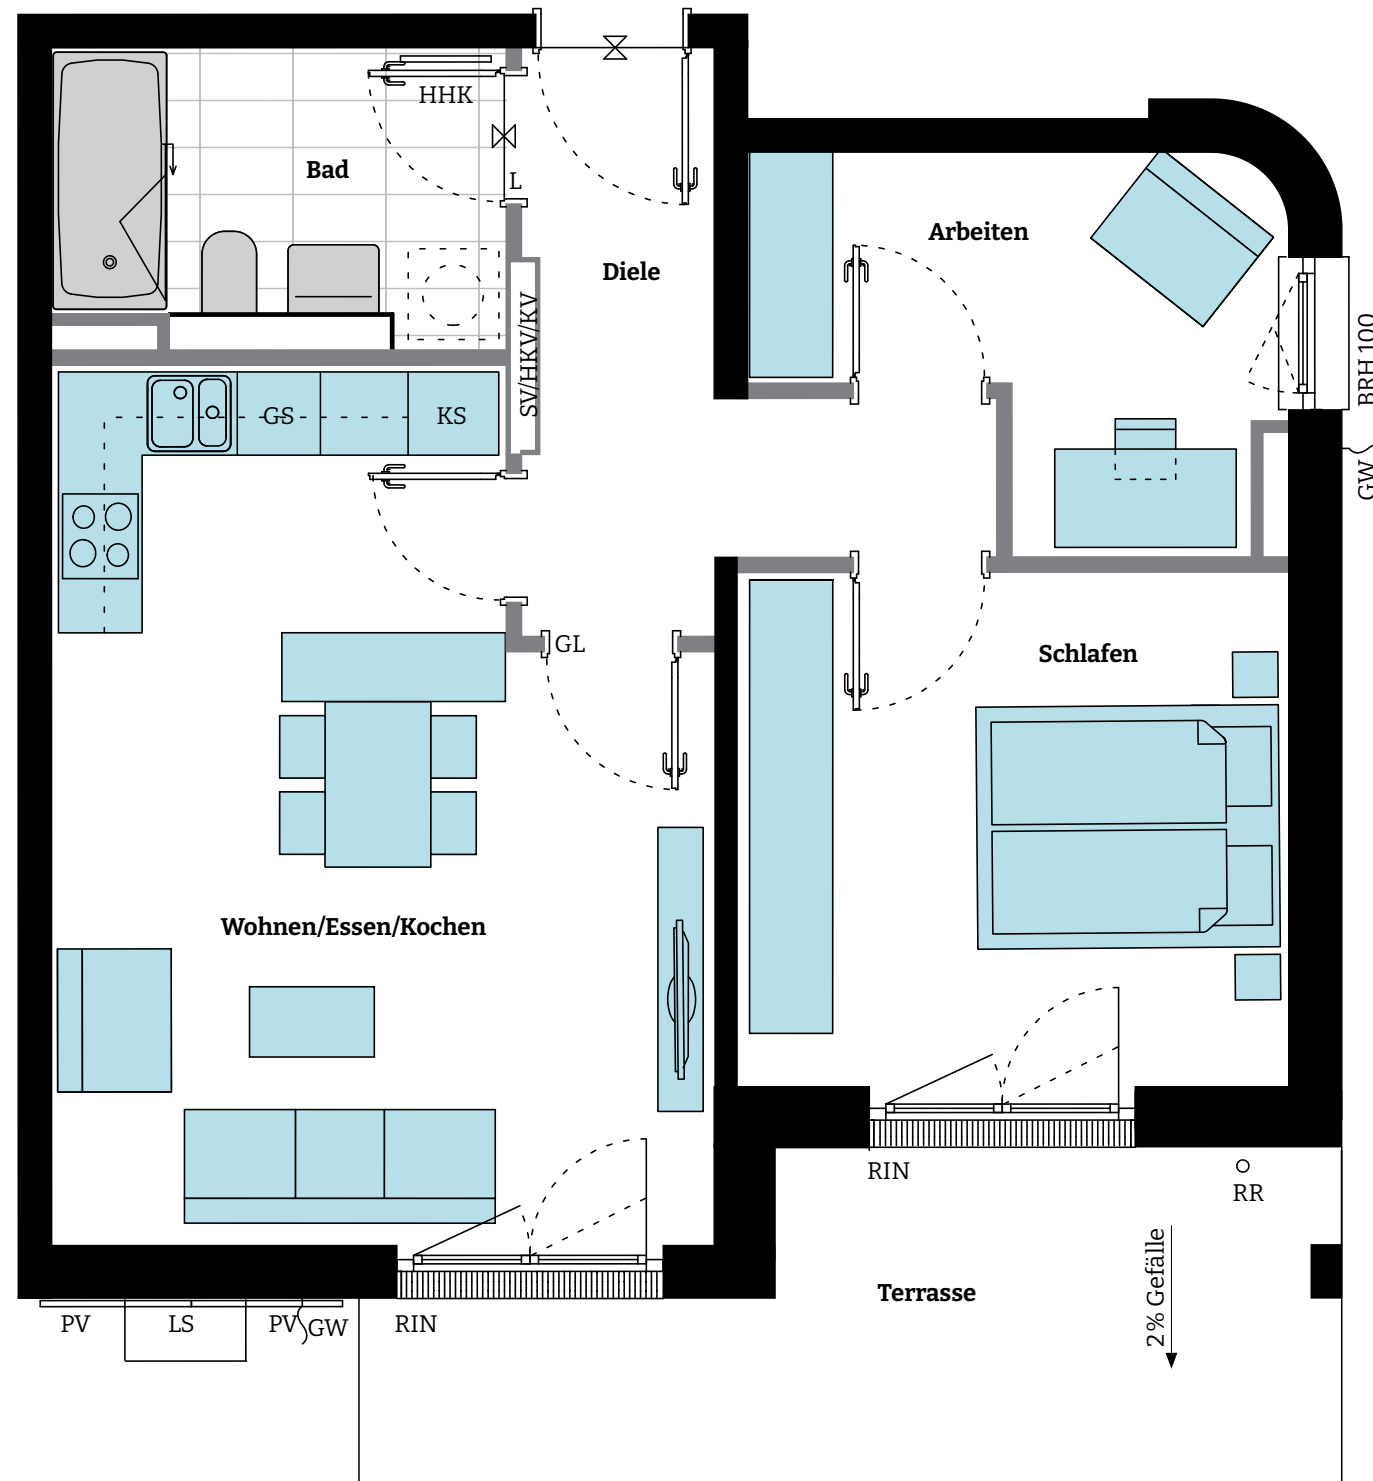 HHK
Bad
L
Diele
Arbeiten
SV/HKV/KV
BRH 100
GS
KS
GW
GL
Schlafen
Wohnen/Essen/Kochen
RIN
RR
2% Gefälle
Terrasse
PV
LS
PV
GW
RIN